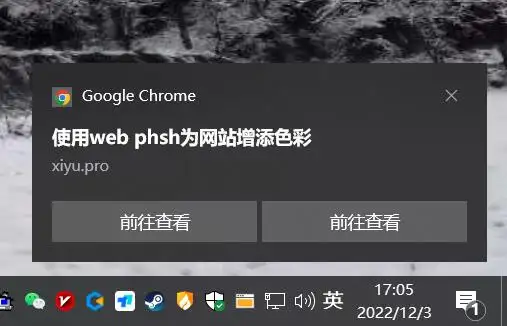 Google Chrome
使用web phsh为网站增添色彩
xiyu.pro
前往查看 前往查看
英 17:05
2022/12/3
1